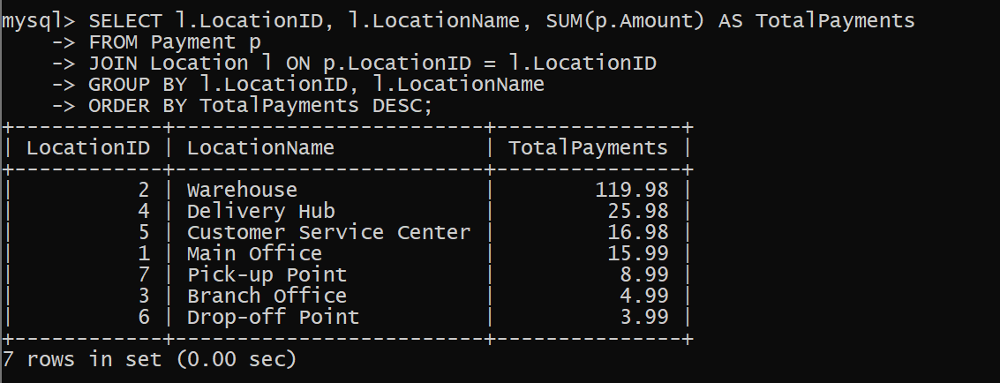 mysql> SELECT l.LocationID, l.LocationName, SUM(p.Amount) AS TotalPayments
    -> FROM Payment p
    -> JOIN Location l ON p.LocationID = l.LocationID
    -> GROUP BY l.LocationID, l.LocationName
    -> ORDER BY TotalPayments DESC;
+------------+-------------------------+---------------+
| LocationID | LocationName            | TotalPayments |
+------------+-------------------------+---------------+
|          2 | Warehouse               |        119.98 |
|          4 | Delivery Hub            |         25.98 |
|          5 | Customer Service Center |         16.98 |
|          1 | Main Office             |         15.99 |
|          7 | Pick-up Point           |          8.99 |
|          3 | Branch Office           |          4.99 |
|          6 | Drop-off Point          |          3.99 |
+------------+-------------------------+---------------+
7 rows in set (0.00 sec)